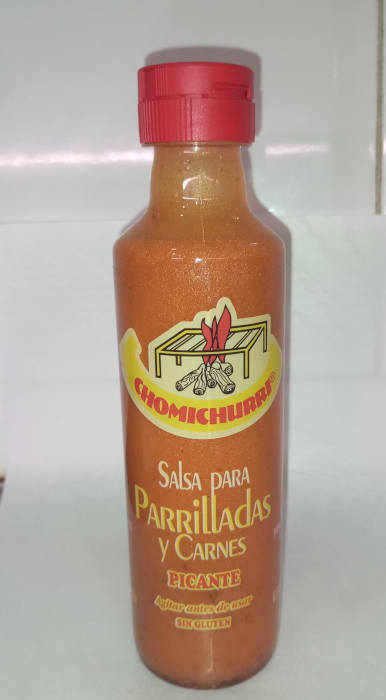 CHOMICHURRI®
SALSA PARA
PARRILLADAS
Y CARNES
PICANTE
Agitar antes de usar
SIN GLUTEN